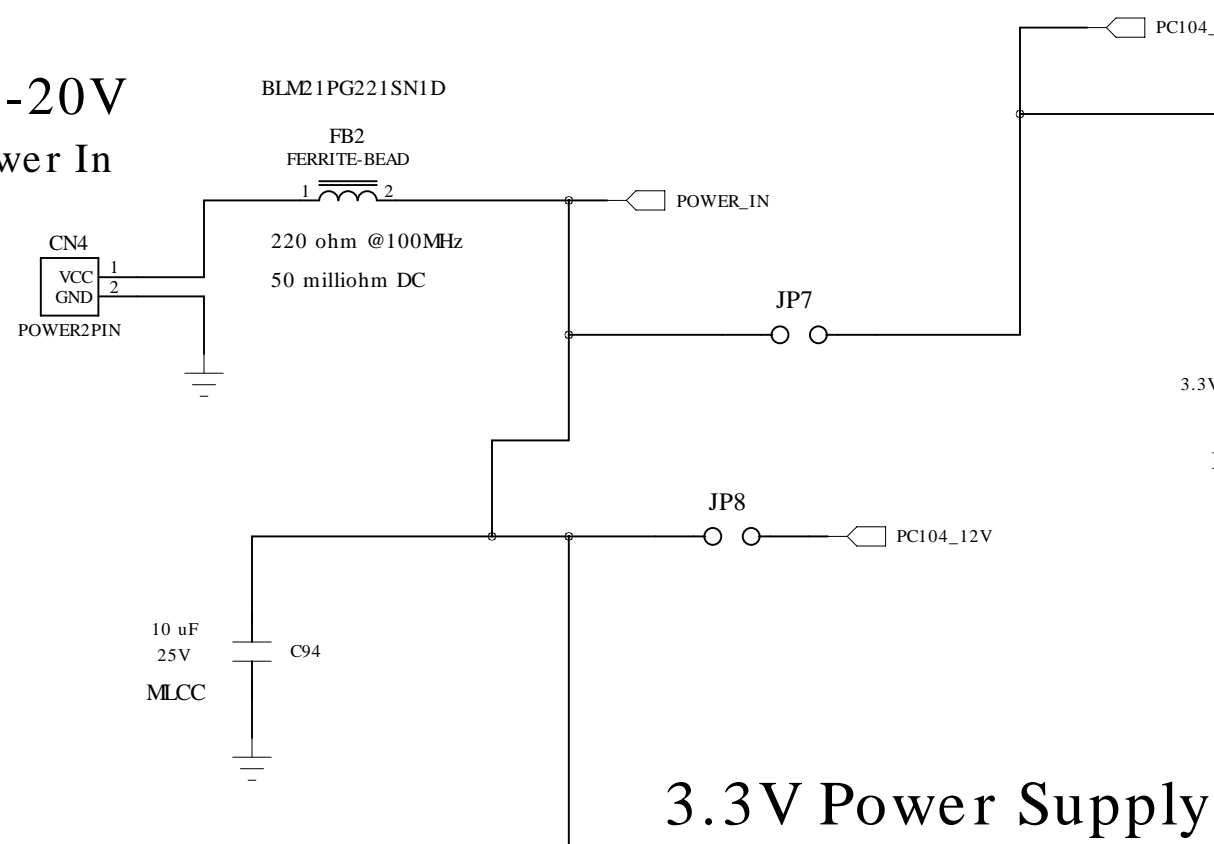 PC104_
-20V
BLM21PG221SN1D
wer In
FB2
FERRITE-BEAD
1 2
POWER_IN
CN4
220 ohm @100MHz
VCC 1
GND 2
50 milliohm DC
POWER2PIN
JP7
3.3V
JP8
PC104_12V
10 uF
25V
C94
MLCC
3.3V Power Supply